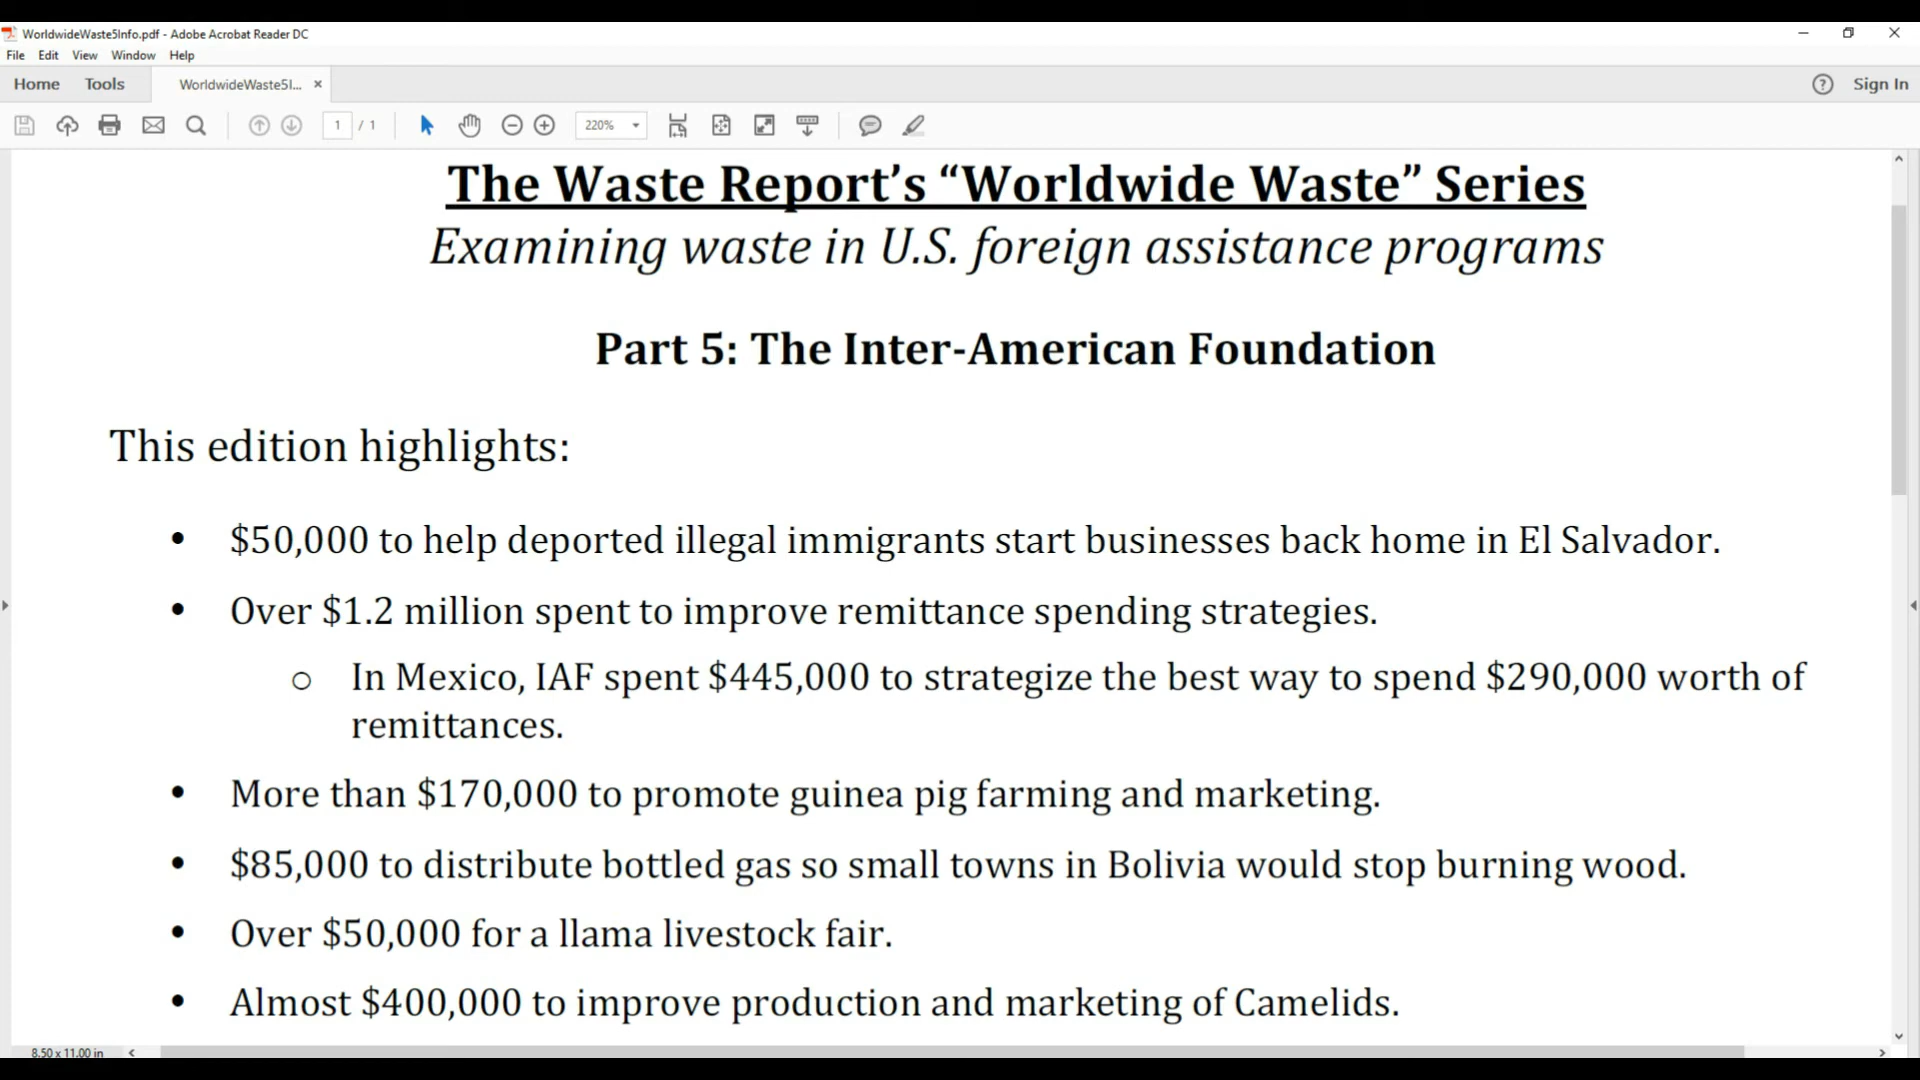 WorldwideWaste5Info.pdf - Adobe Acrobat Reader DC
File Edit View Window Help
Home Tools WorldwideWaste5I... × ? Sign In
1 / 1 220%
The Waste Report’s “Worldwide Waste” Series
Examining waste in U.S. foreign assistance programs
Part 5: The Inter-American Foundation
This edition highlights:
• $50,000 to help deported illegal immigrants start businesses back home in El Salvador.
• Over $1.2 million spent to improve remittance spending strategies.
o In Mexico, IAF spent $445,000 to strategize the best way to spend $290,000 worth of
remittances.
• More than $170,000 to promote guinea pig farming and marketing.
• $85,000 to distribute bottled gas so small towns in Bolivia would stop burning wood.
• Over $50,000 for a llama livestock fair.
• Almost $400,000 to improve production and marketing of Camelids.
8.50 x 11.00 in